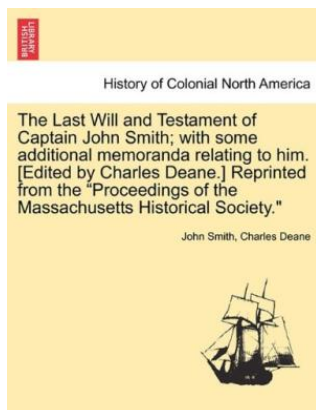 BRITISH
LIBRARY
History of Colonial North America
The Last Will and Testament of
Captain John Smith; with some
additional memoranda relating to him.
[Edited by Charles Deane.] Reprinted
from the "Proceedings of the
Massachusetts Historical Society."
John Smith, Charles Deane